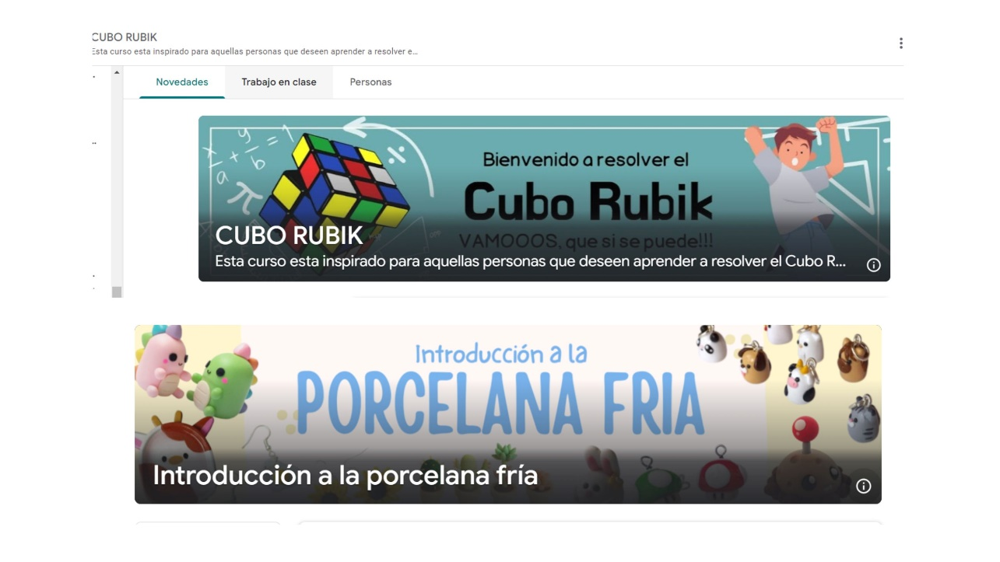 CUBO RUBIK
Esta curso esta inspirado para aquellas personas que deseen aprender a resolver e...
Novedades
Trabajo en clase
Personas
x/a + y/b = 1
÷
π
Bienvenido a resolver el
Cubo Rubik
VAMOOOS, que si se puede!!!
CUBO RUBIK
Esta curso esta inspirado para aquellas personas que deseen aprender a resolver el Cubo R...
Introducción a la
PORCELANA FRIA
Introducción a la porcelana fría